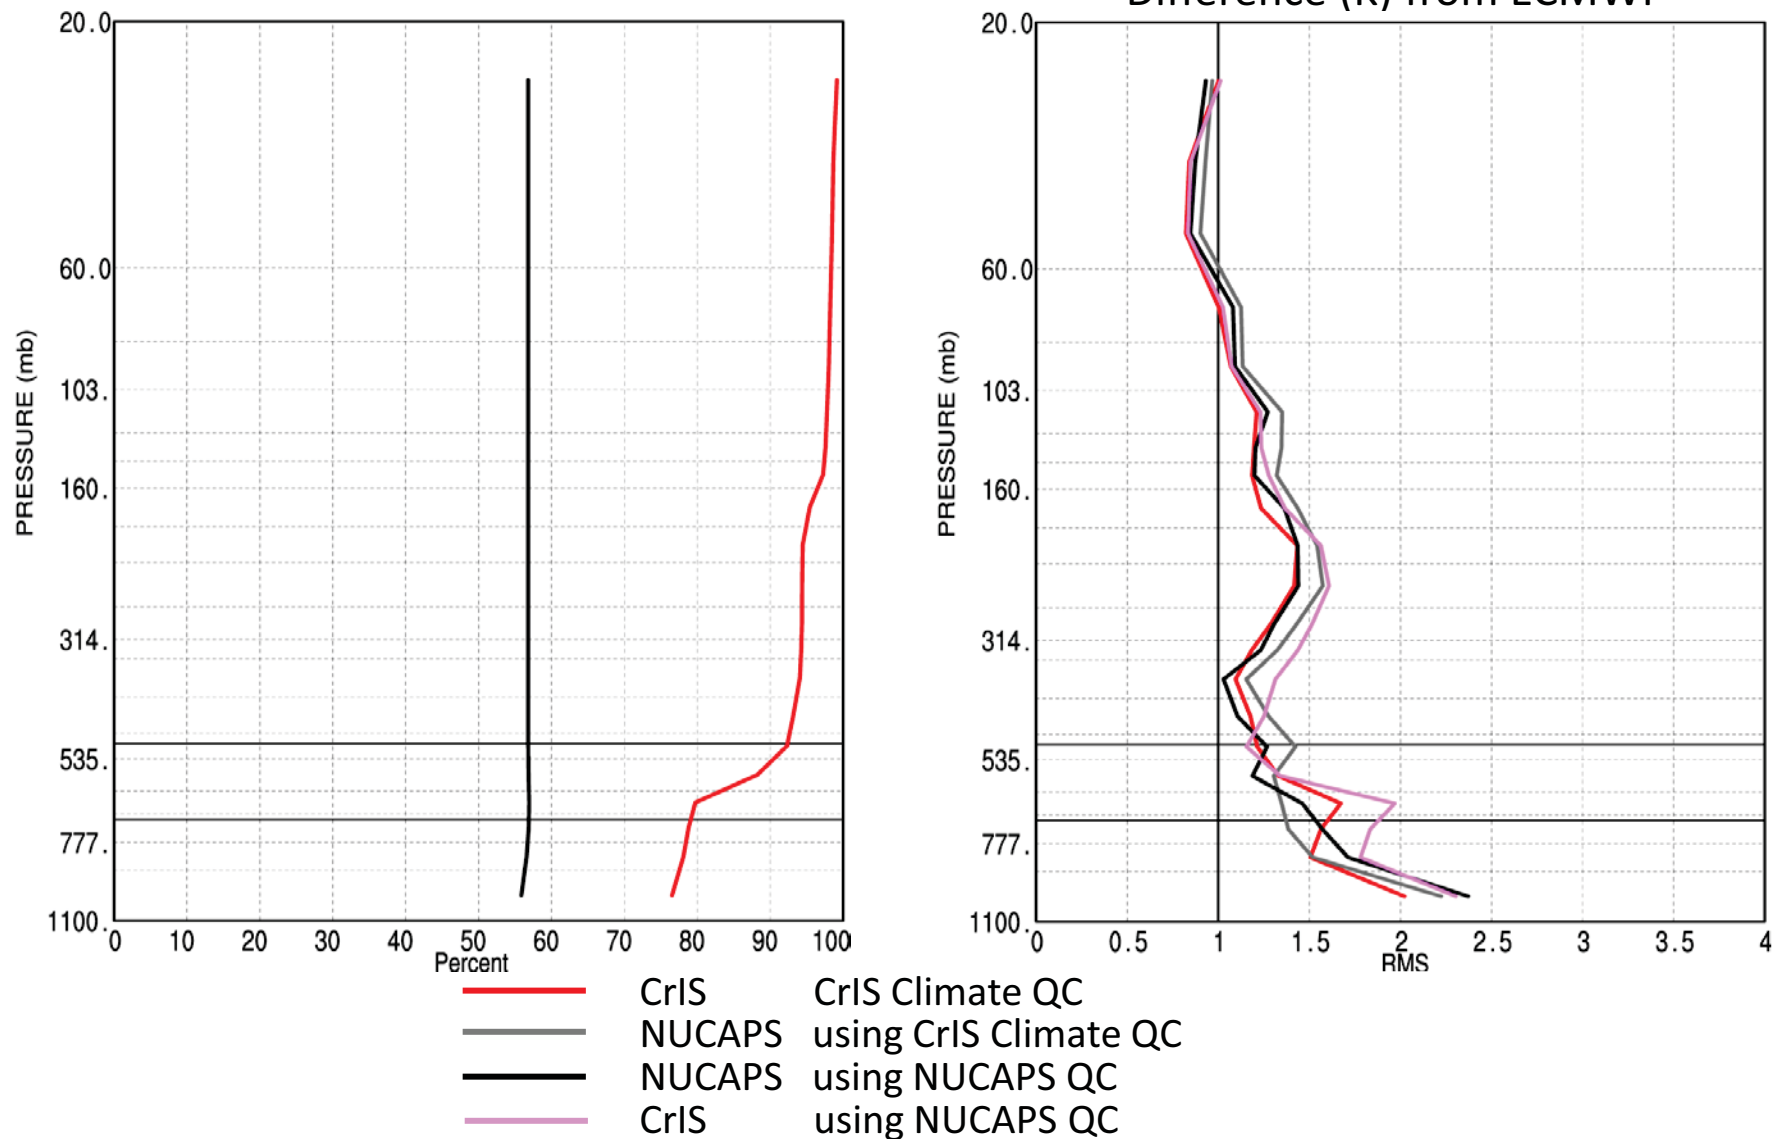 Difference (K) from ECMWF
20.0
60.0
103.
160.
314.
535.
777.
1100.
PRESSURE (mb)
0 10 20 30 40 50 60 70 80 90 100
Percent
20.0
60.0
103.
160.
314.
535.
777.
1100.
PRESSURE (mb)
0 0.5 1 1.5 2 2.5 3 3.5 4
RMS
CrIS CrIS Climate QC
NUCAPS using CrIS Climate QC
NUCAPS using NUCAPS QC
CrIS using NUCAPS QC